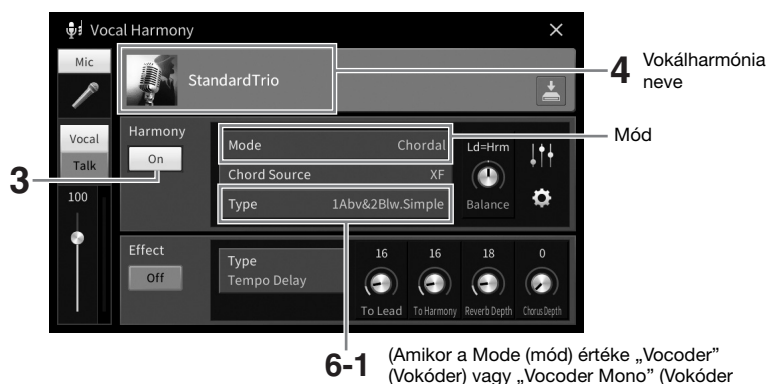 Vocal Harmony
Mic
StandardTrio
4 Vokálharmónia
neve
Vocal
Talk
100
Harmony
On
Mode Chordal
Mód
Chord Source XF
Type 1Abv&2Blw.Simple
Ld=Hrm
Balance
3
Effect
Off
Type
Tempo Delay
16 16 18 0
To Lead To Harmony Reverb Depth Chorus Depth
6-1 (Amikor a Mode (mód) értéke „Vocoder”
(Vokóder) vagy „Vocoder Mono” (Vokóder